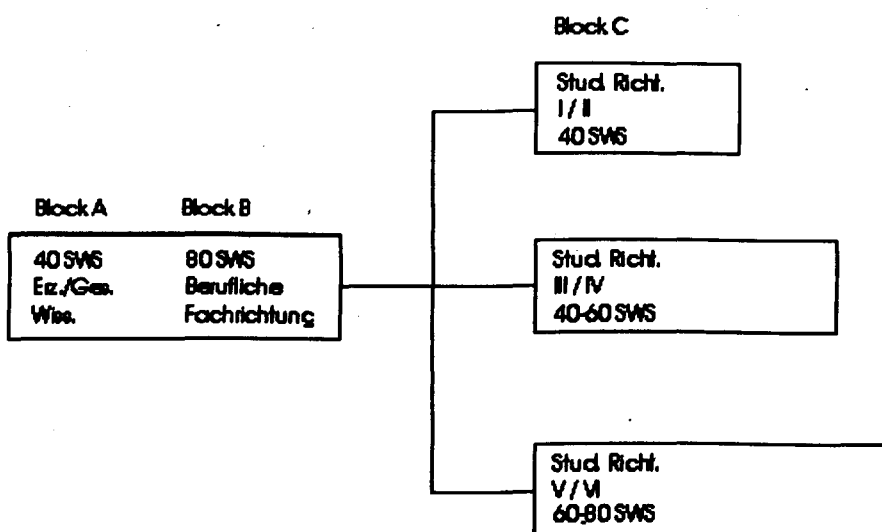 Block C
Stud. Richt.
I / II
40 SWS
Block A Block B
40 SWS 80 SWS
Erz./Ges. Berufliche
Wiss. Fachrichtung
Stud. Richt.
III / IV
40-60 SWS
Stud. Richt.
V / VI
60-80 SWS